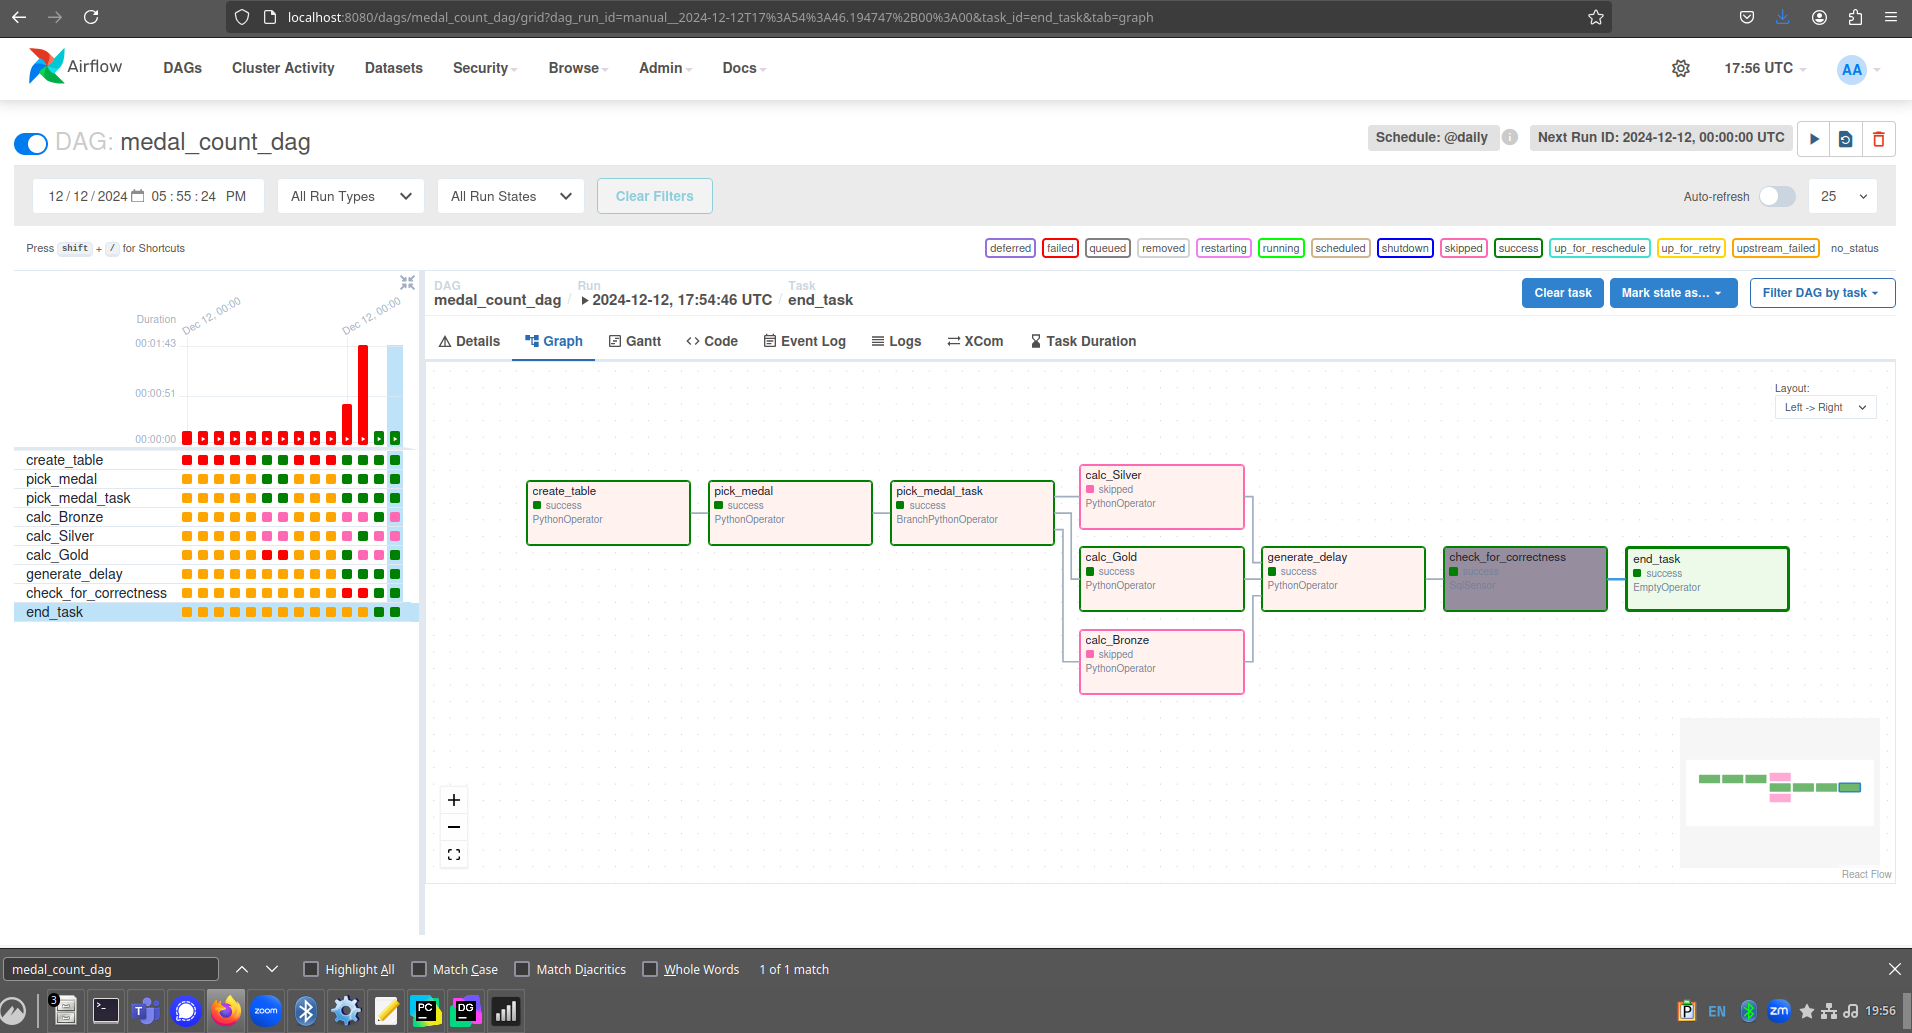 localhost:8080/dags/medal_count_dag/grid?dag_run_id=manual__2024-12-12T17%3A54%3A46.194747%2B00%3A00&task_id=end_task&tab=graph
Airflow DAGs Cluster Activity Datasets Security Browse Admin Docs 17:56 UTC AA
DAG: medal_count_dag Schedule: @daily i Next Run ID: 2024-12-12, 00:00:00 UTC
12/12/2024 05:55:24 PM All Run Types All Run States Clear Filters Auto-refresh 25
Press shift + / for Shortcuts deferred failed queued removed restarting running scheduled shutdown skipped success up_for_reschedule up_for_retry upstream_failed no_status
Duration
Dec 12, 00:00
Dec 12, 00:00
00:01:43
00:00:51
00:00:00
create_table
pick_medal
pick_medal_task
calc_Bronze
calc_Silver
calc_Gold
generate_delay
check_for_correctness
end_task
DAG Run Task
medal_count_dag / 2024-12-12, 17:54:46 UTC / end_task
Clear task Mark state as... Filter DAG by task
Details Graph Gantt <> Code Event Log Logs XCom Task Duration
Layout:
Left -> Right
create_table
success
PythonOperator
pick_medal
success
PythonOperator
pick_medal_task
success
BranchPythonOperator
calc_Silver
skipped
PythonOperator
calc_Gold
success
PythonOperator
calc_Bronze
skipped
PythonOperator
generate_delay
success
PythonOperator
check_for_correctness
success
SqlSensor
end_task
success
EmptyOperator
React Flow
medal_count_dag Highlight All Match Case Match Diacritics Whole Words 1 of 1 match
3 T zoom PC DG P EN zm 19:56